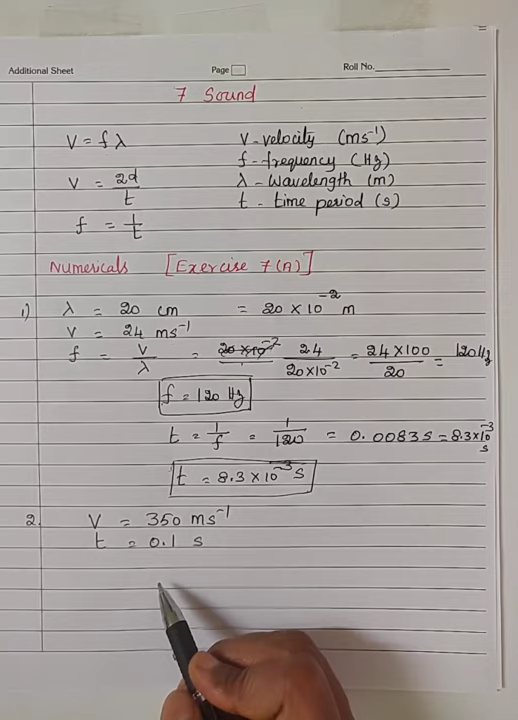 Additional Sheet Page Roll No.
7 Sound
V = fλ V - velocity (ms⁻¹)
f - frequency (Hz)
V = 2d/t λ - Wavelength (m)
t - time period (s)
f = 1/t
Numericals [Exercise 7(A)]
1) λ = 20 cm = 20 × 10⁻² m
V = 24 ms⁻¹
f = V/λ = 20×10⁻² 24/20×10⁻² = 24×100/20 = 120Hz
f = 120 Hz
t = 1/f = 1/120 = 0.0083s = 8.3×10⁻³ s
t = 8.3×10⁻³ s
2. V = 350 ms⁻¹
t = 0.1 s